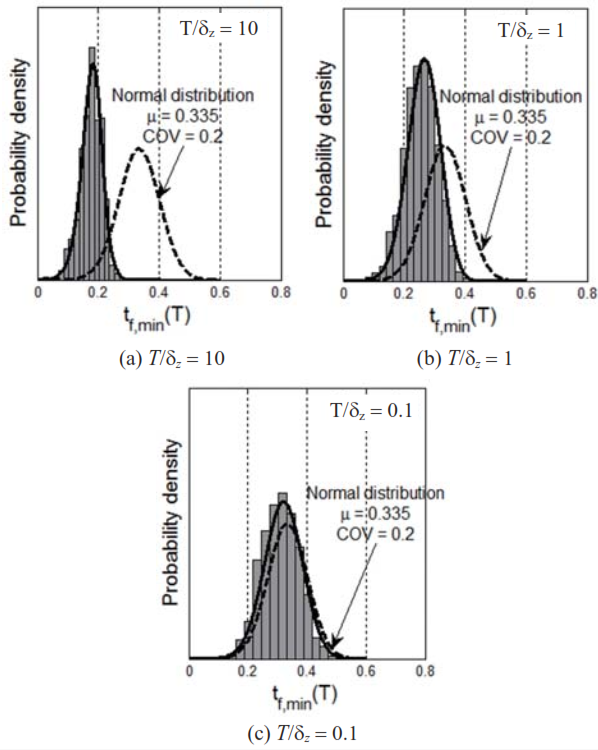 T/δz = 10
Probability density
Normal distribution
μ = 0.335
COV = 0.2
0 0.2 0.4 0.6 0.8
tf,min(T)
(a) T/δz = 10
T/δz = 1
Probability density
Normal distribution
μ = 0.335
COV = 0.2
0 0.2 0.4 0.6 0.8
tf,min(T)
(b) T/δz = 1
T/δz = 0.1
Probability density
Normal distribution
μ = 0.335
COV = 0.2
0 0.2 0.4 0.6 0.8
tf,min(T)
(c) T/δz = 0.1